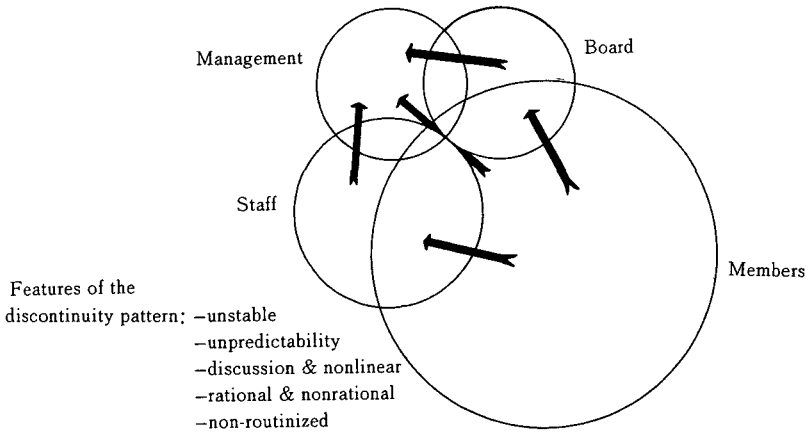 Management
Board
Staff
Members
Features of the
discontinuity pattern: —unstable
—unpredictability
—discussion & nonlinear
—rational & nonrational
—non-routinized